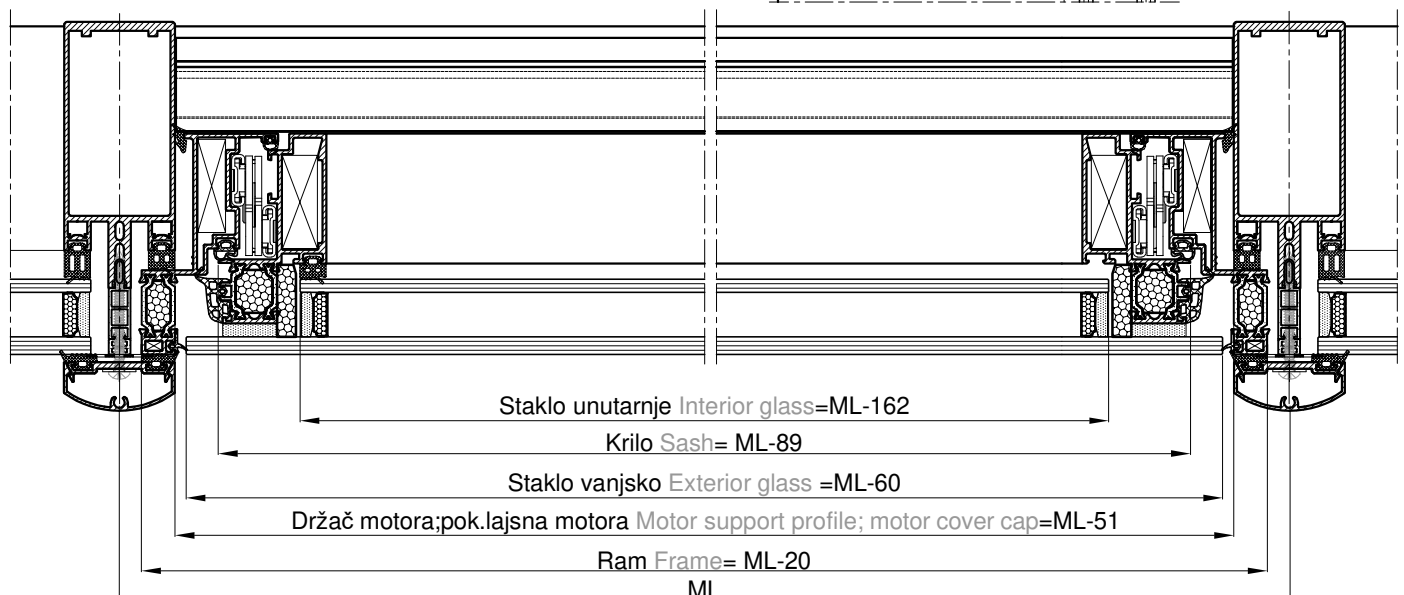 Staklo unutarnje Interior glass=ML-162
Krilo Sash= ML-89
Staklo vanjsko Exterior glass =ML-60
Držač motora;pok.lajsna motora Motor support profile; motor cover cap=ML-51
Ram Frame= ML-20
ML